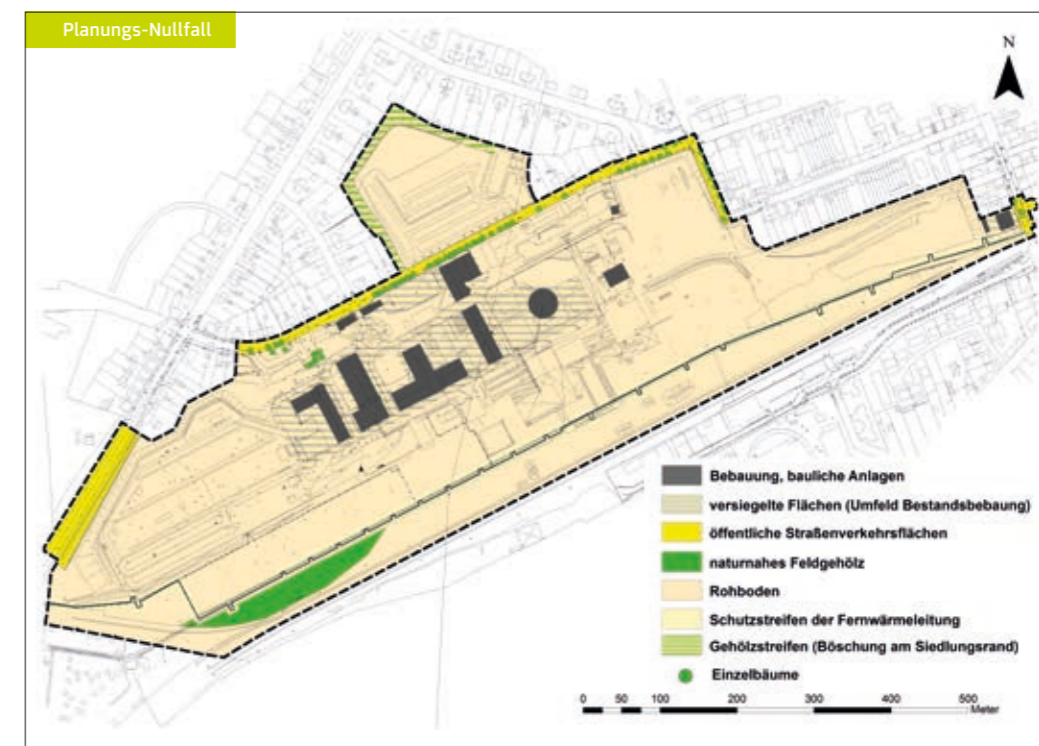 Planungs-Nullfall
N
Bebauung, bauliche Anlagen
versiegelte Flächen (Umfeld Bestandsbebaung)
öffentliche Straßenverkehrsflächen
naturnahes Feldgehölz
Rohboden
Schutzstreifen der Fernwärmeleitung
Gehölzstreifen (Böschung am Siedlungsrand)
Einzelbäume
0 50 100 200 300 400 500
Meter